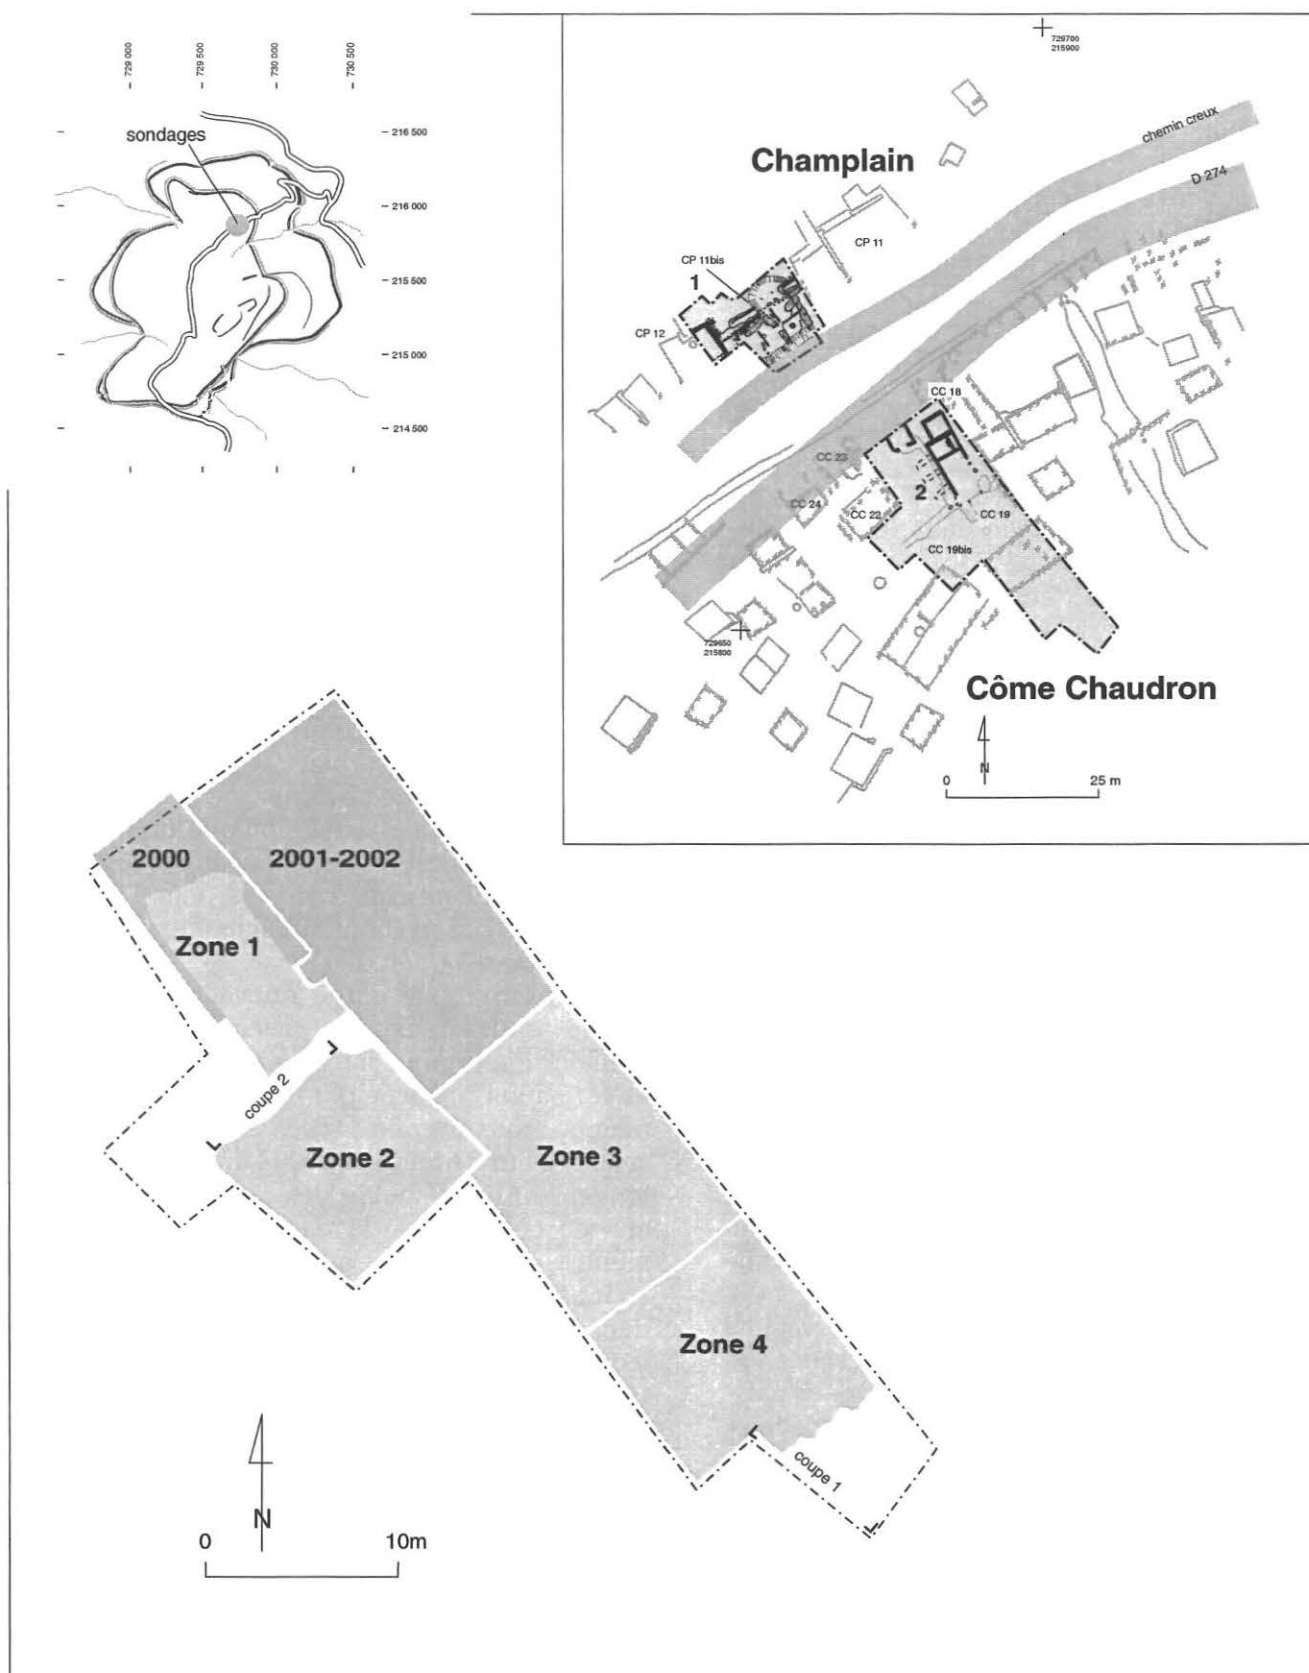 729 000
729 500
730 000
730 500
sondages
216 500
216 000
215 500
215 000
214 500
729700
215900
chemin creux
D 274
Champlain
CP 11
CP 11bis
1
CP 12
CC 18
CC 23
CC 24
CC 22
2
CC 19
CC 19bis
729650
215800
Côme Chaudron
N
0
25 m
2000
2001-2002
Zone 1
coupe 2
Zone 2
Zone 3
Zone 4
coupe 1
N
0
10m